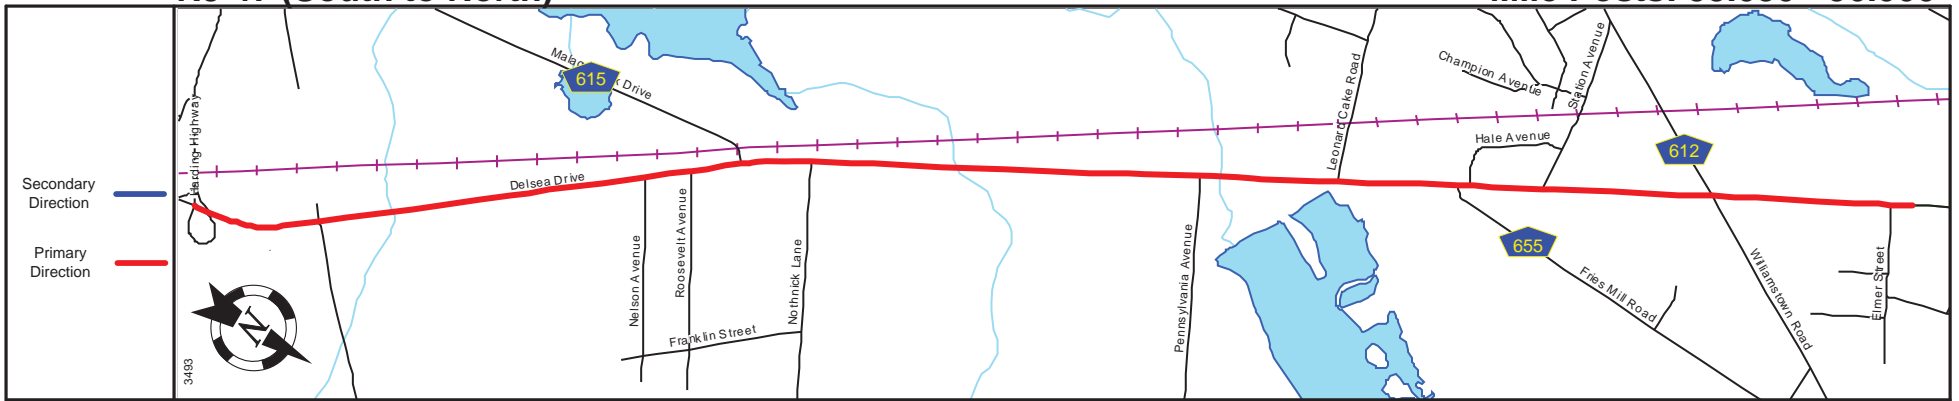 Secondary
Direction
Primary
Direction
Harding Highway
3493
N
Delsea Drive
615
Drive
Nelson Avenue
Roosevelt Avenue
Franklin Street
Nothnick Lane
Pennsylvania Avenue
Leonard Cake Road
Champion Avenue
Station Avenue
Hale Avenue
612
655
Fries Mill Road
Williamstown Road
Elmer Street